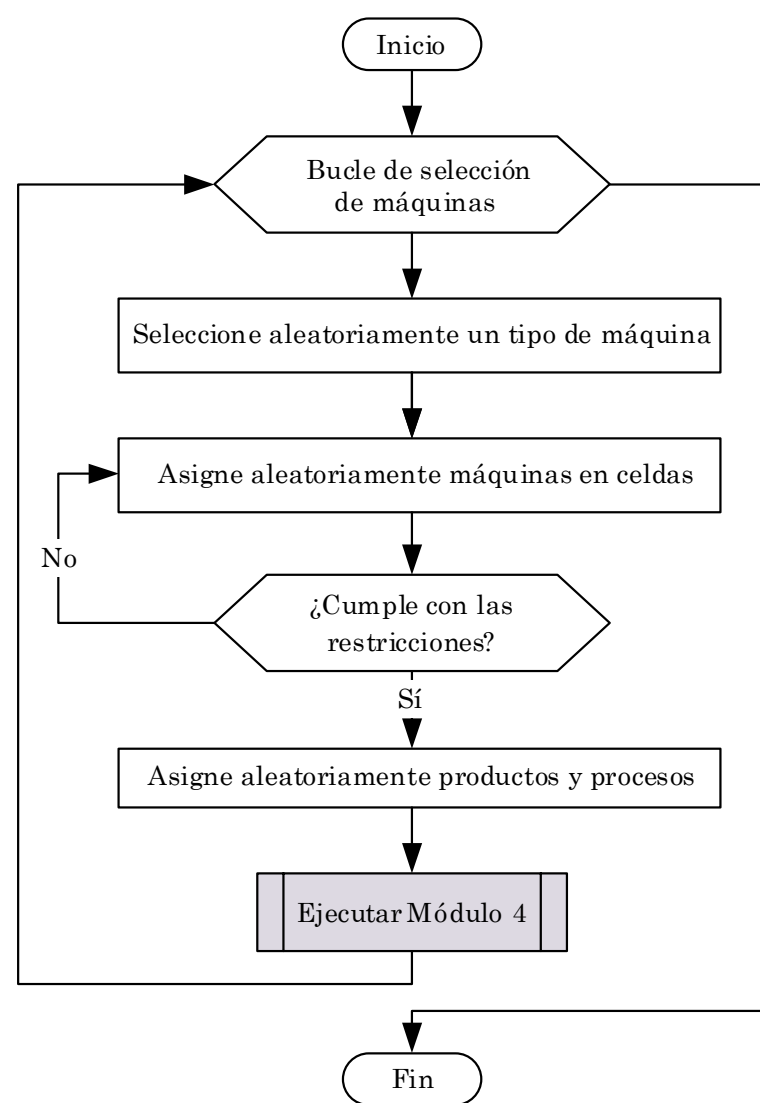 Inicio
Bucle de selección
de máquinas
Seleccione aleatoriamente un tipo de máquina
Asigne aleatoriamente máquinas en celdas
No
¿Cumple con las
restricciones?
Sí
Asigne aleatoriamente productos y procesos
Ejecutar Módulo 4
Fin